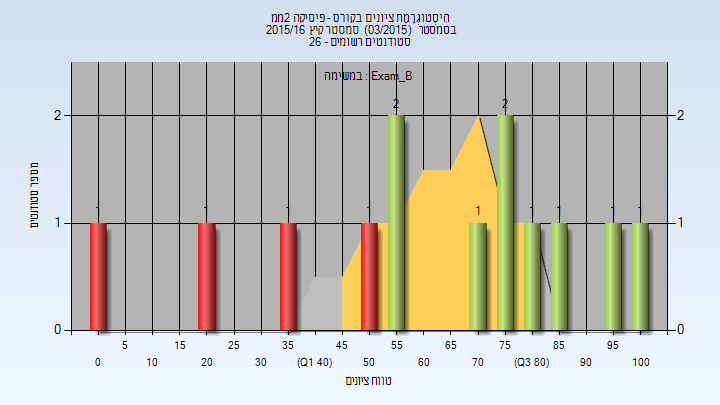 היסטוגרמת ציונים בקורס - פיסיקה 2ממ
בסמסטר (03/2015) סמסטר קיץ 2015/16
סטודנטים רשומים - 26
במשימה : Exam_B
מספר סטודנטים
2 2 2 2
1 1 1 1 1 1 1 1 1 1 1
0 0
5 15 25 35 45 55 65 75 85 95
0 10 20 30 (Q1 40) 50 60 70 (Q3 80) 90 100
טווח ציונים